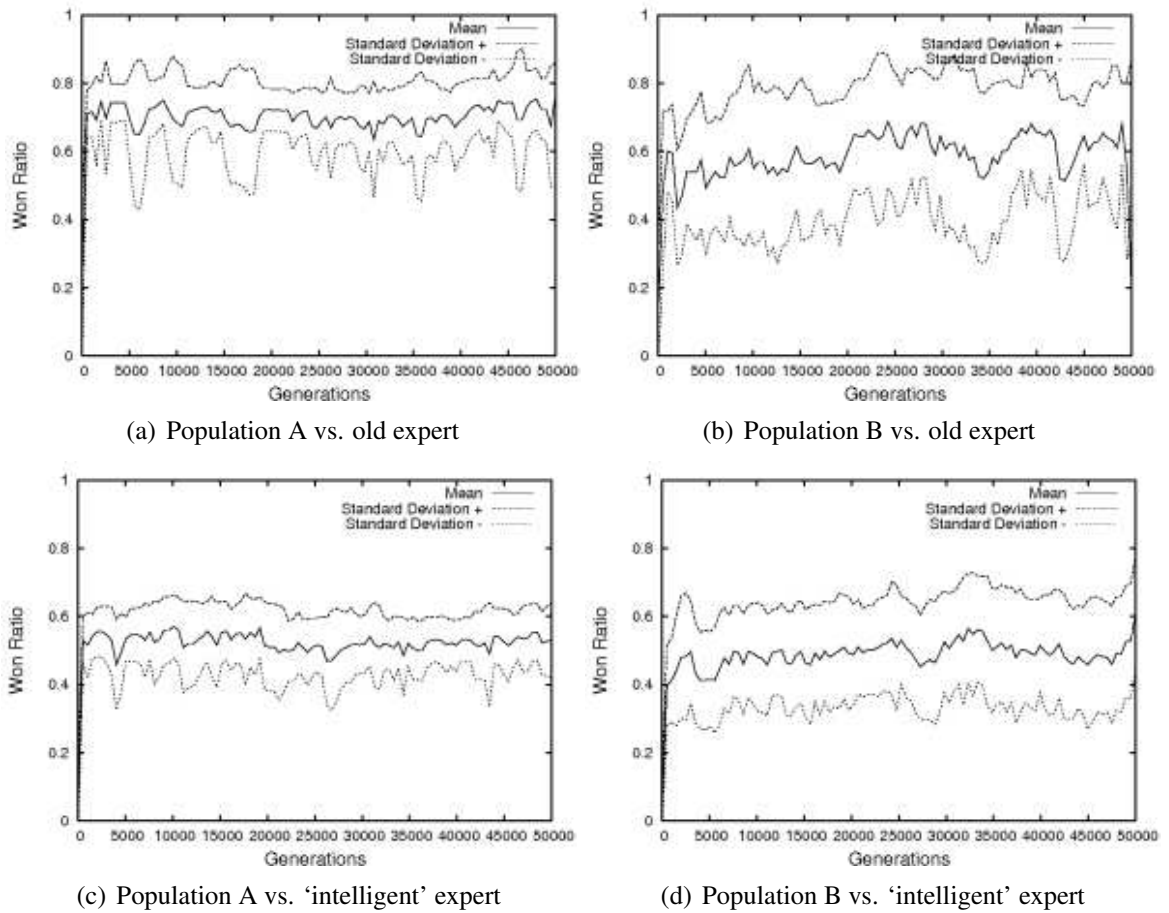 1
0.8
0.6
0.4
0.2
0
Won Ratio
Mean
Standard Deviation +
Standard Deviation -
0 5000 10000 15000 20000 25000 30000 35000 40000 45000 50000
Generations
(a) Population A vs. old expert
1
0.8
0.6
0.4
0.2
0
Won Ratio
Mean
Standard Deviation +
Standard Deviation -
0 5000 10000 15000 20000 25000 30000 35000 40000 45000 50000
Generations
(b) Population B vs. old expert
1
0.8
0.6
0.4
0.2
0
Won Ratio
Mean
Standard Deviation +
Standard Deviation -
0 5000 10000 15000 20000 25000 30000 35000 40000 45000 50000
Generations
(c) Population A vs. ‘intelligent’ expert
1
0.8
0.6
0.4
0.2
0
Won Ratio
Mean
Standard Deviation +
Standard Deviation -
0 5000 10000 15000 20000 25000 30000 35000 40000 45000 50000
Generations
(d) Population B vs. ‘intelligent’ expert